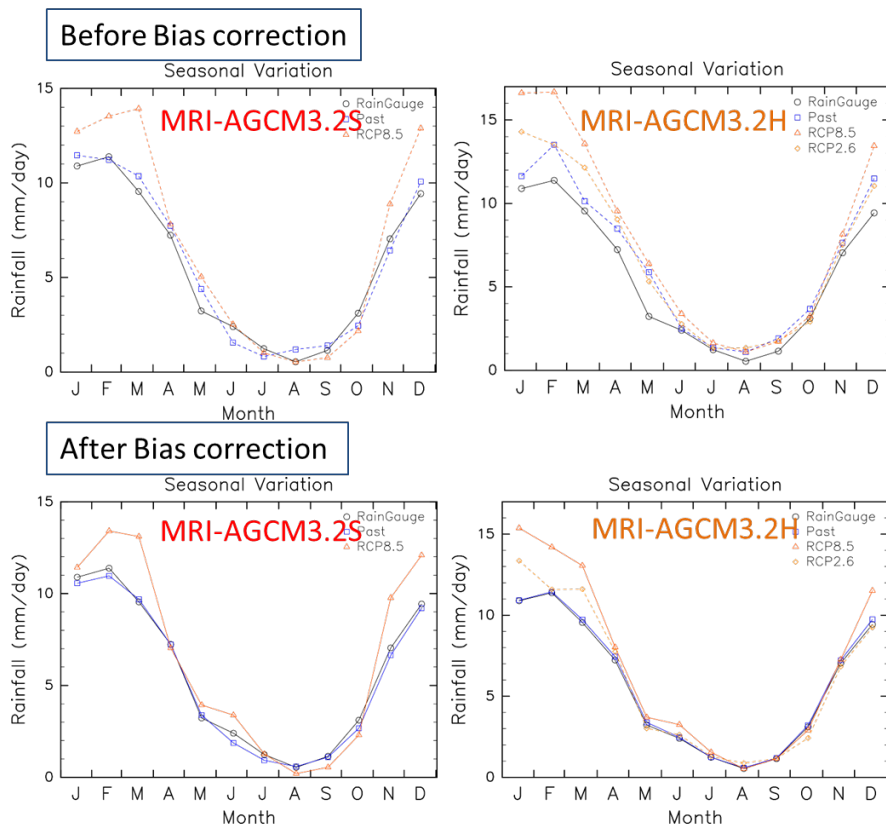 Before Bias correction
Seasonal Variation
MRI-AGCM3.2S
RainGauge
Past
RCP8.5
15
10
5
0
Rainfall (mm/day)
J F M A M J J A S O N D
Month
Seasonal Variation
MRI-AGCM3.2H
RainGauge
Past
RCP8.5
RCP2.6
15
10
5
0
Rainfall (mm/day)
J F M A M J J A S O N D
Month
After Bias correction
Seasonal Variation
MRI-AGCM3.2S
RainGauge
Past
RCP8.5
15
10
5
0
Rainfall (mm/day)
J F M A M J J A S O N D
Month
Seasonal Variation
MRI-AGCM3.2H
RainGauge
Past
RCP8.5
RCP2.6
15
10
5
0
Rainfall (mm/day)
J F M A M J J A S O N D
Month